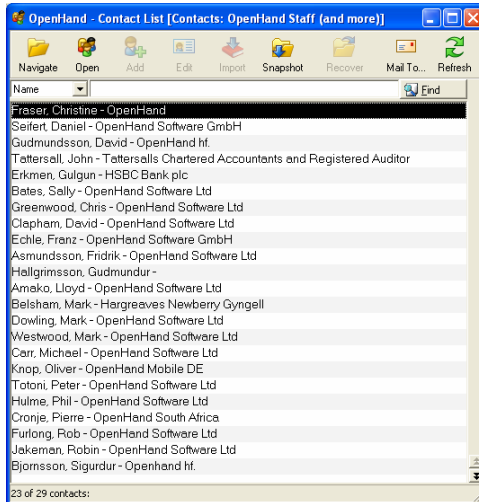 OpenHand - Contact List [Contacts: OpenHand Staff (and more)]
Navigate Open Add Edit Import Snapshot Recover Mail To... Refresh
Name Find
Fraser, Christine - OpenHand
Seifert, Daniel - OpenHand Software GmbH
Gudmundsson, David - OpenHand hf.
Tattersall, John - Tattersalls Chartered Accountants and Registered Auditor
Erkmen, Gulgun - HSBC Bank plc
Bates, Sally - OpenHand Software Ltd
Greenwood, Chris - OpenHand Software Ltd
Clapham, David - OpenHand Software Ltd
Echle, Franz - OpenHand Software GmbH
Asmundsson, Fridrik - OpenHand Software Ltd
Hallgrimsson, Gudmundur -
Amako, Lloyd - OpenHand Software Ltd
Belsham, Mark - Hargreaves Newberry Gyngell
Dowling, Mark - OpenHand Software Ltd
Westwood, Mark - OpenHand Software Ltd
Carr, Michael - OpenHand Software Ltd
Knop, Oliver - OpenHand Mobile DE
Totoni, Peter - OpenHand Software Ltd
Hulme, Phil - OpenHand Software Ltd
Cronje, Pierre - OpenHand South Africa
Furlong, Rob - OpenHand Software Ltd
Jakeman, Robin - OpenHand Software Ltd
Bjornsson, Sigurdur - Openhand hf.
23 of 29 contacts: